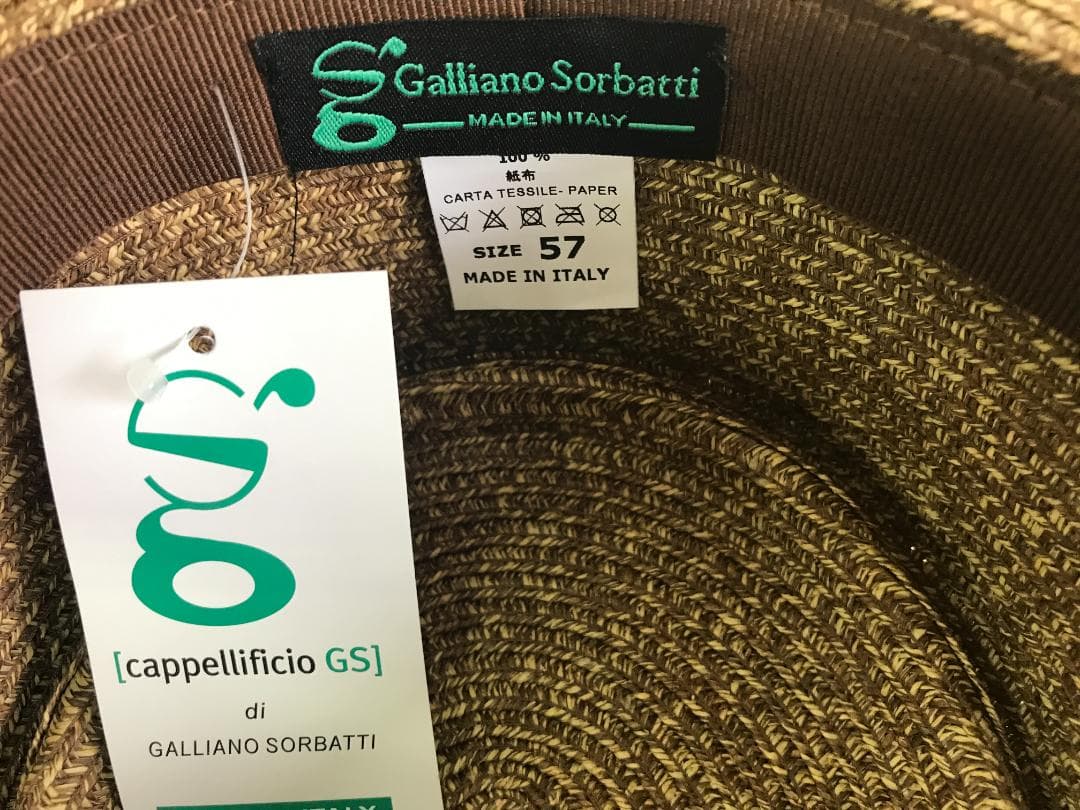 Galliano Sorbatti
MADE IN ITALY
100 %
紙布
CARTA TESSILE- PAPER
SIZE 57
MADE IN ITALY
[cappellificio GS]
di
GALLIANO SORBATTI